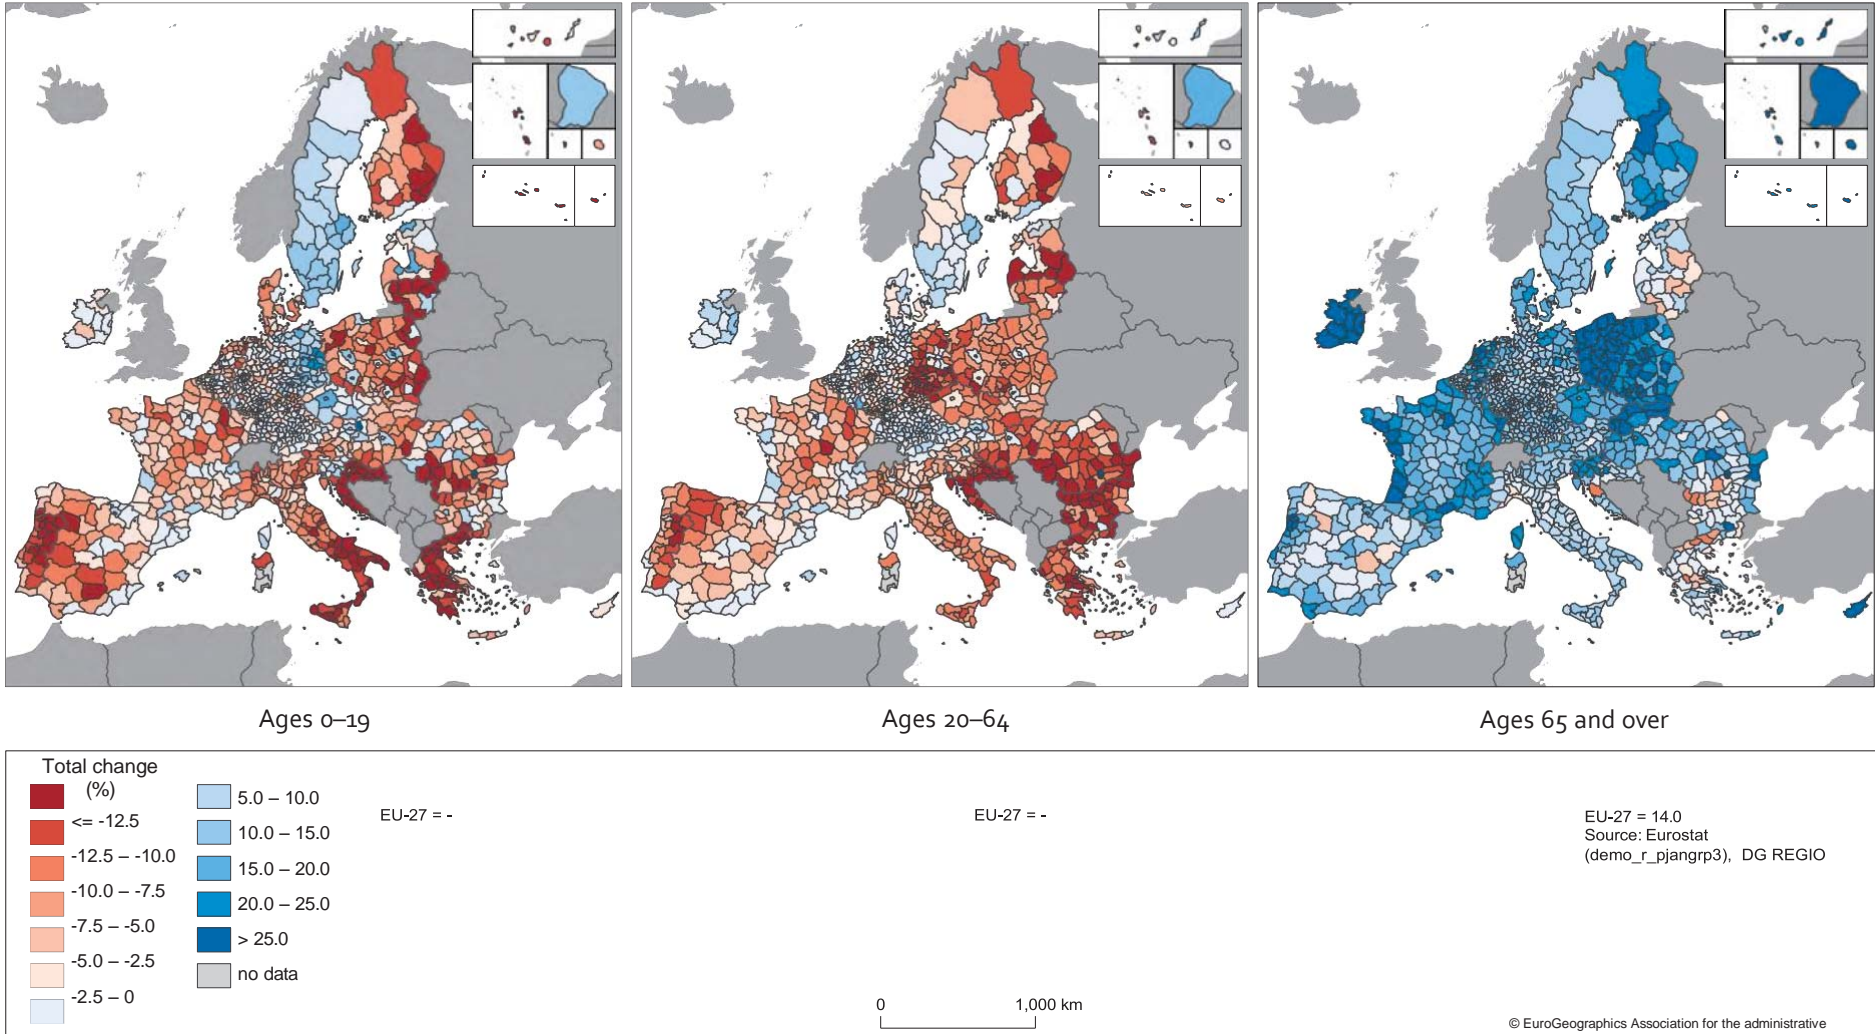 Ages 0–19
Ages 20–64
Ages 65 and over
Total change
(%)
<= -12.5
-12.5 – -10.0
-10.0 – -7.5
-7.5 – -5.0
-5.0 – -2.5
-2.5 – 0
5.0 – 10.0
10.0 – 15.0
15.0 – 20.0
20.0 – 25.0
> 25.0
no data
EU-27 = -
EU-27 = -
EU-27 = 14.0
Source: Eurostat
(demo_r_pjangrp3), DG REGIO
0 1,000 km
© EuroGeographics Association for the administrative